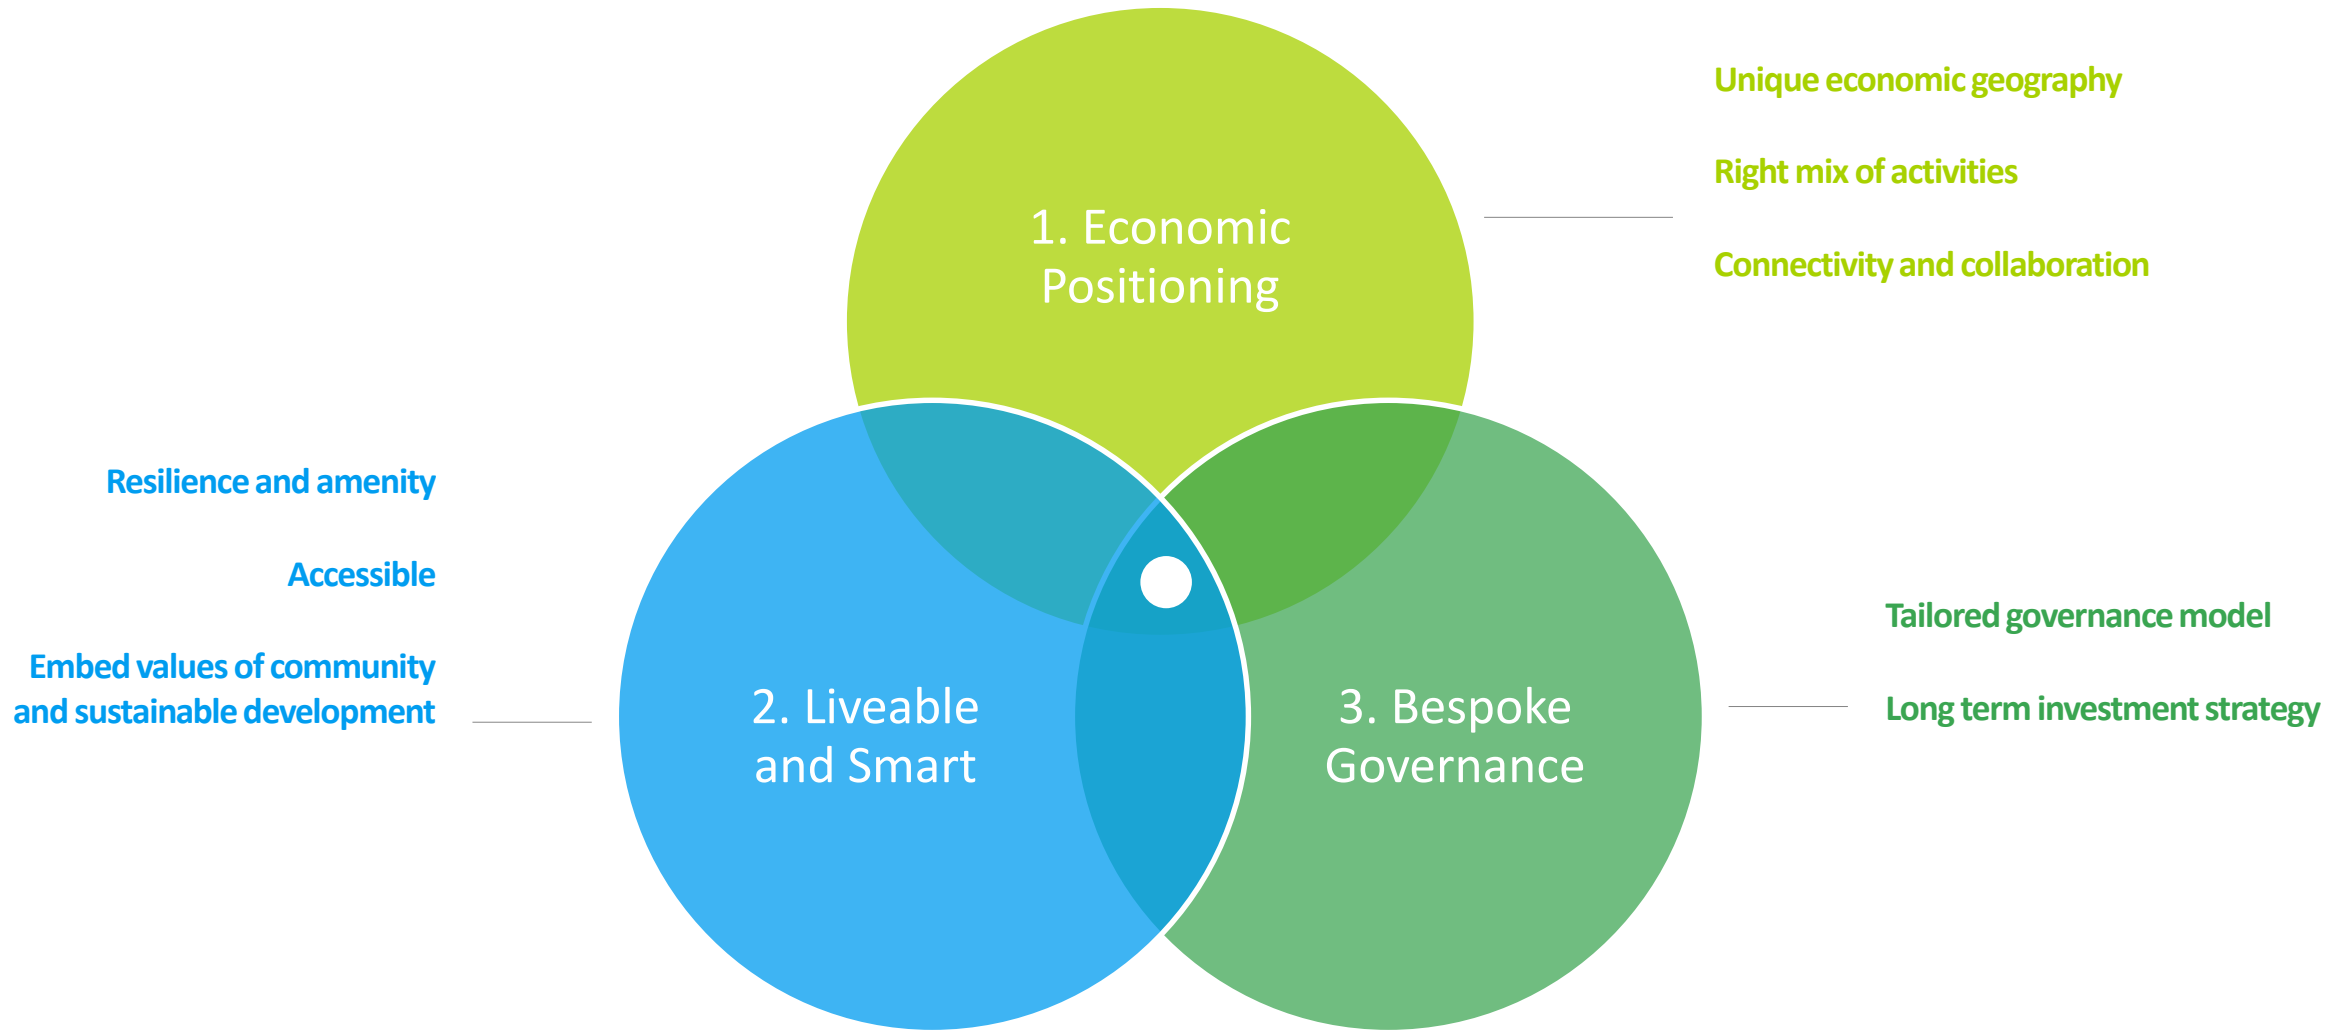 Unique economic geography
Right mix of activities
Connectivity and collaboration
1. Economic
Positioning
Resilience and amenity
Accessible
Embed values of community
and sustainable development
2. Liveable
and Smart
3. Bespoke
Governance
Tailored governance model
Long term investment strategy